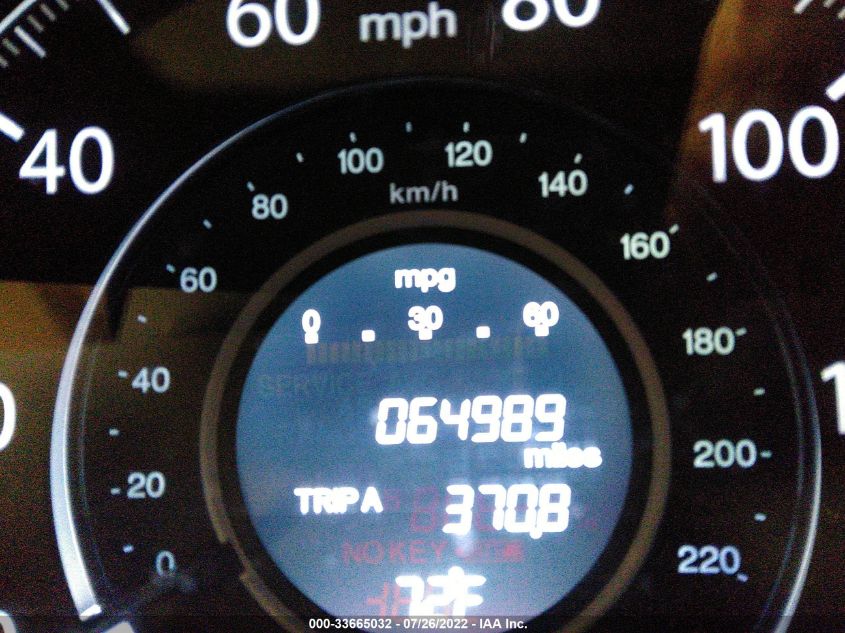 60 mph 80
40 100
100 120
80 km/h 140
60 160
mpg
0 30 60
180
40
SERVICE
064989
miles
200
20
TRIP A 370.8
NO KEY
0 220
72°F
000-33665032 - 07/26/2022 - IAA Inc.